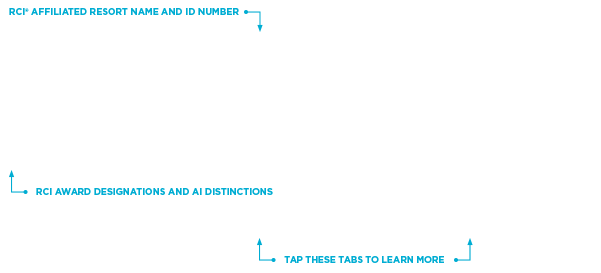 RCI® AFFILIATED RESORT NAME AND ID NUMBER
RCI AWARD DESIGNATIONS AND AI DISTINCTIONS
TAP THESE TABS TO LEARN MORE